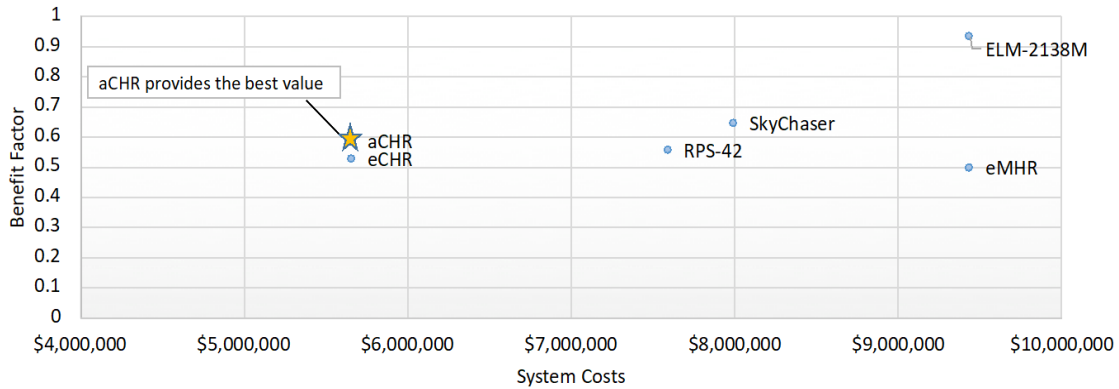 1
0.9
0.8
0.7
0.6
0.5
0.4
0.3
0.2
0.1
0
Benefit Factor
aCHR provides the best value
ELM-2138M
SkyChaser
aCHR
RPS-42
eCHR
eMHR
$4,000,000 $5,000,000 $6,000,000 $7,000,000 $8,000,000 $9,000,000 $10,000,000
System Costs